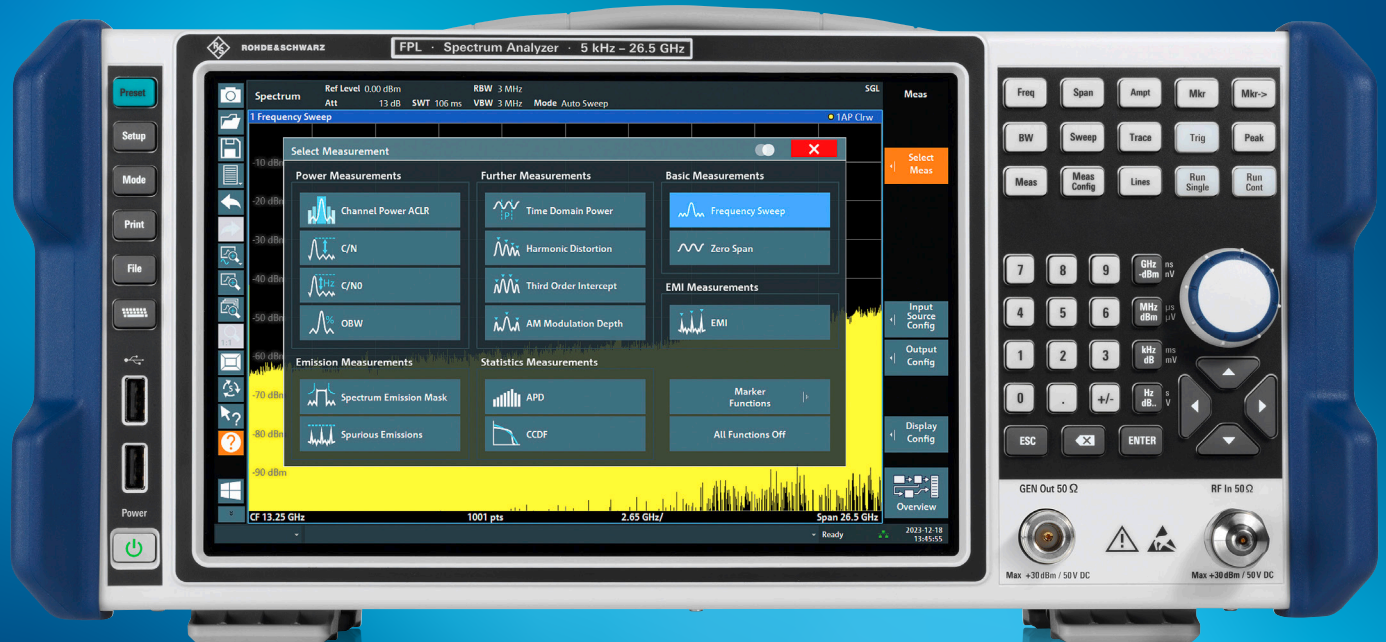 ROHDE&SCHWARZ
FPL · Spectrum Analyzer · 5 kHz – 26.5 GHz
Preset
Setup
Mode
Print
File
Power
Spectrum
Ref Level 0.00 dBm
RBW 3 MHz
SGL
Att 13 dB SWT 106 ms VBW 3 MHz Mode Auto Sweep
1 Frequency Sweep
1AP Clrw
Select Measurement
Power Measurements
Channel Power ACLR
C/N
Hz
C/N0
%
OBW
Further Measurements
P
Time Domain Power
Harmonic Distortion
Third Order Intercept
AM Modulation Depth
Basic Measurements
Frequency Sweep
Zero Span
EMI Measurements
EMI
Emission Measurements
Spectrum Emission Mask
Spurious Emissions
Statistics Measurements
APD
CCDF
Marker
Functions
All Functions Off
-10 dBm
-20 dBm
-30 dBm
-40 dBm
-50 dBm
-60 dBm
-70 dBm
-80 dBm
-90 dBm
CF 13.25 GHz
1001 pts
2.65 GHz/
Span 26.5 GHz
Ready
2023-12-18
13:45:55
Meas
Select
Meas
Input
Source
Config
Output
Config
Display
Config
Overview
Freq
Span
Ampt
Mkr
Mkr->
BW
Sweep
Trace
Trig
Peak
Meas
Meas
Config
Lines
Run
Single
Run
Cont
7
8
9
GHz
-dBm
ns
nV
4
5
6
MHz
dBm
µs
µV
1
2
3
kHz
dB
ms
mV
0
.
+/-
Hz
dB..
s
V
ESC
ENTER
GEN Out 50 Ω
RF In 50 Ω
Max +30 dBm / 50 V DC
Max +30 dBm / 50 V DC